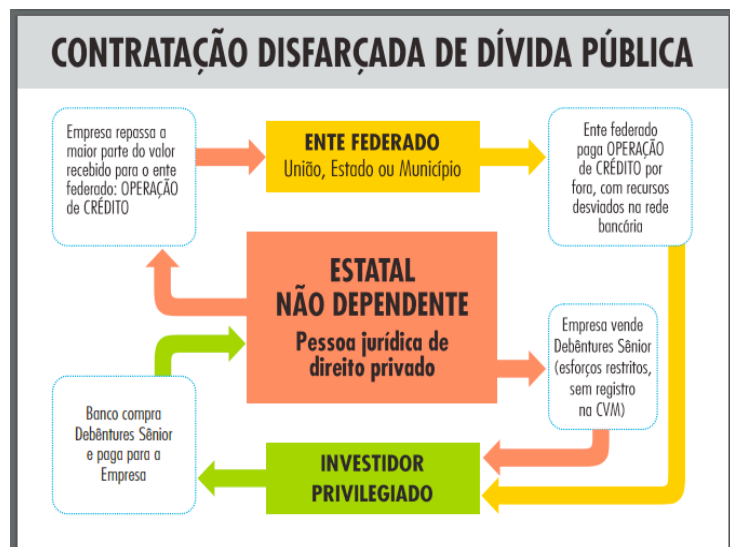 CONTRATAÇÃO DISFARÇADA DE DÍVIDA PÚBLICA
Empresa repassa a
maior parte do valor
recebido para o ente
federado: OPERAÇÃO
de CRÉDITO
ENTE FEDERADO
União, Estado ou Município
Ente federado
paga OPERAÇÃO
de CRÉDITO por
fora, com recursos
desviados na rede
bancária
ESTATAL
NÃO DEPENDENTE
Pessoa jurídica de
direito privado
Empresa vende
Debêntures Sênior
(esforços restritos,
sem registro
na CVM)
Banco compra
Debêntures Sênior
e paga para a
Empresa
INVESTIDOR
PRIVILEGIADO